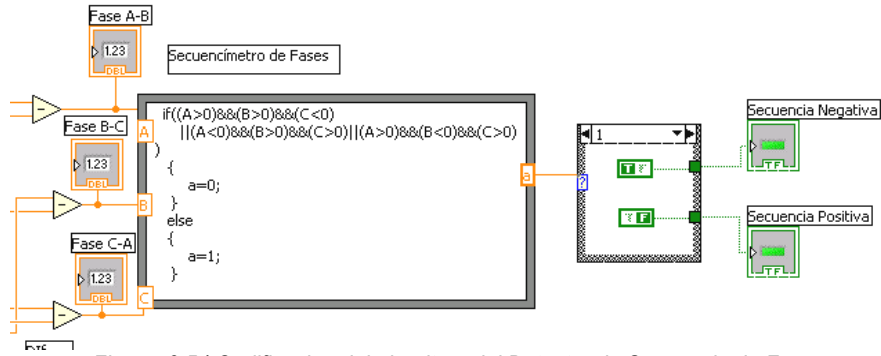 Fase A-B
1.23
DBL
Secuencímetro de Fases
Fase B-C
1.23
DBL
Fase C-A
1.23
DBL
A
B
C
if((A>0)&&(B>0)&&(C<0)
||(A<0)&&(B>0)&&(C>0)||(A>0)&&(B<0)&&(C>0)
)
{
a=0;
}
else
{
a=1;
}
a
1
?
T
F
Secuencia Negativa
TF
Secuencia Positiva
TF